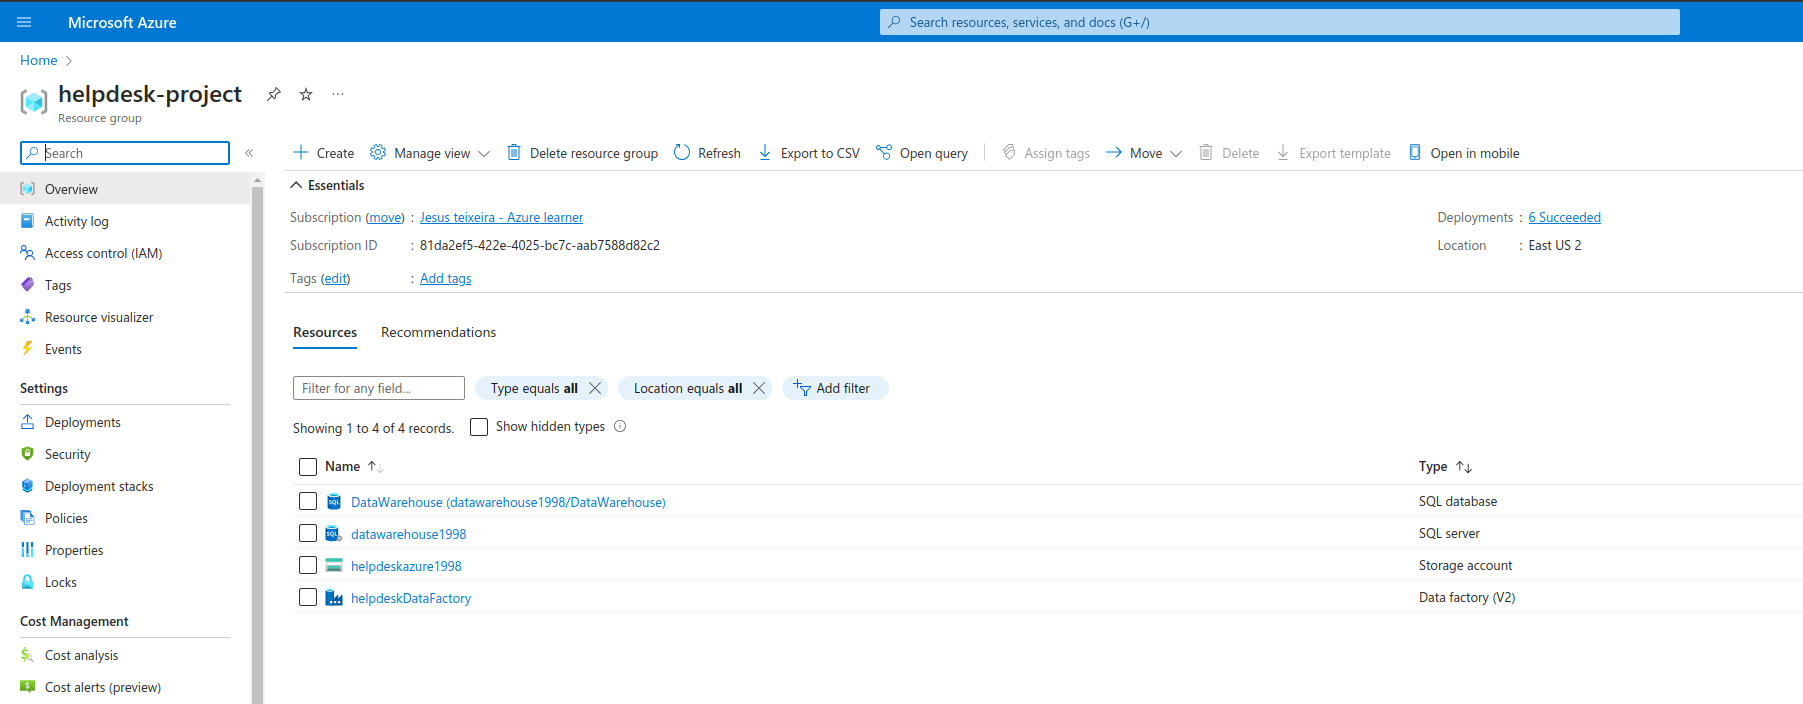 Microsoft Azure
Search resources, services, and docs (G+/)
Home
helpdesk-project
Resource group
Search
Create Manage view Delete resource group Refresh Export to CSV Open query Assign tags Move Delete Export template Open in mobile
Overview
Activity log
Access control (IAM)
Tags
Resource visualizer
Events
Settings
Deployments
Security
Deployment stacks
Policies
Properties
Locks
Cost Management
Cost analysis
Cost alerts (preview)
Essentials
Subscription (move) : Jesus teixeira - Azure learner
Subscription ID : 81da2ef5-422e-4025-bc7c-aab7588d82c2
Tags (edit) : Add tags
Deployments : 6 Succeeded
Location : East US 2
Resources Recommendations
Filter for any field... Type equals all Location equals all Add filter
Showing 1 to 4 of 4 records. Show hidden types
Name Type
DataWarehouse (datawarehouse1998/DataWarehouse) SQL database
datawarehouse1998 SQL server
helpdeskazure1998 Storage account
helpdeskDataFactory Data factory (V2)